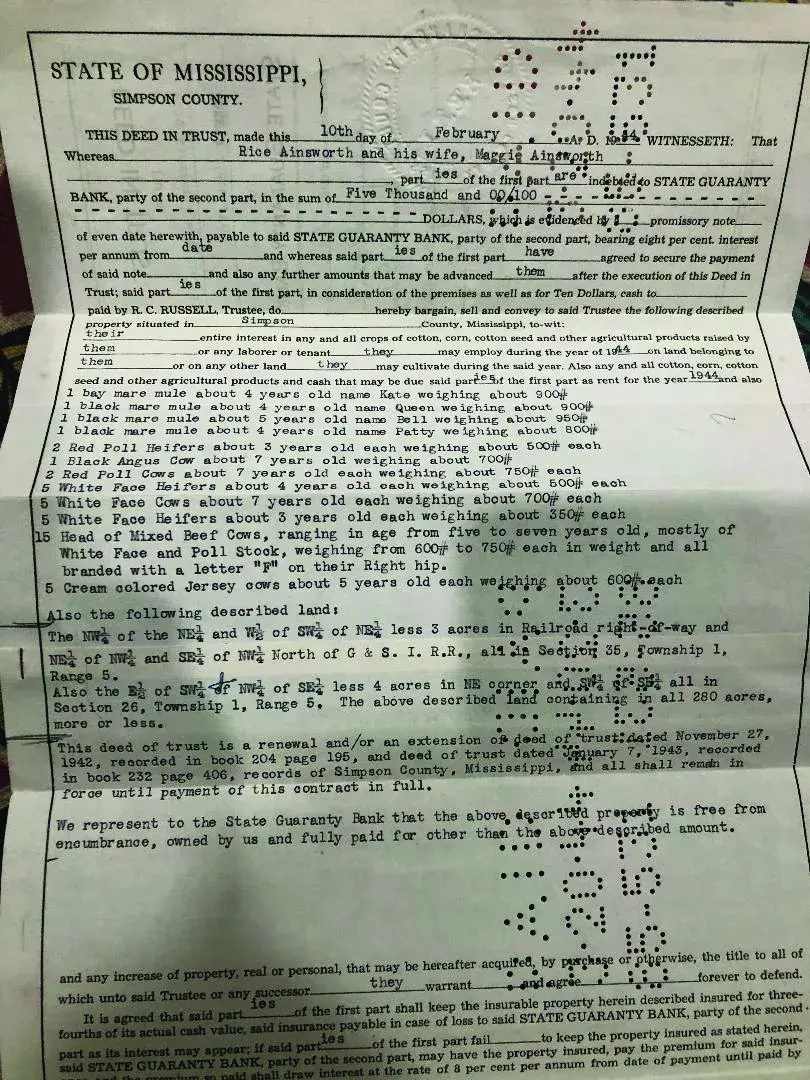 STATE OF MISSISSIPPI,
SIMPSON COUNTY.
THIS DEED IN TRUST, made this 10th day of February A. D. 1944 WITNESSETH: That
Whereas Rice Ainsworth and his wife, Maggie Ainsworth
, part ies of the first part are indebted to STATE GUARANTY
BANK, party of the second part, in the sum of Five Thousand and 00/100 - - - - - - - - - - -
- - - - - - - - - - - - - - - - - - - - DOLLARS, which is evidenced by promissory note
of even date herewith, payable to said STATE GUARANTY BANK, party of the second part, bearing eight per cent. interest
per annum from date and whereas said part ies of the first part have agreed to secure the payment
of said note and also any further amounts that may be advanced them after the execution of this Deed in
Trust; said part ies of the first part, in consideration of the premises as well as for Ten Dollars, cash to
paid by R. C. RUSSELL, Trustee, do hereby bargain, sell and convey to said Trustee the following described
property situated in Simpson County, Mississippi, to-wit:
their entire interest in any and all crops of cotton, corn, cotton seed and other agricultural products raised by
them or any laborer or tenant they may employ during the year of 1944 on land belonging to
them or on any other land they may cultivate during the said year. Also any and all cotton, corn, cotton
seed and other agricultural products and cash that may be due said part ies of the first part as rent for the year 1944 and also
1 bay mare mule about 4 years old name Kate weighing about 900#
1 black mare mule about 4 years old name Queen weighing about 900#
1 black mare mule about 5 years old name Bell weighing about 950#
1 black mare mule about 4 years old name Patty weighing about 800#
2 Red Poll Heifers about 3 years old each weighing about 500# each
1 Black Angus Cow about 7 years old weighing about 700#
2 Red Poll Cows about 7 years old each weighing about 750# each
5 White Face Heifers about 4 years old each weighing about 500# each
5 White Face Cows about 7 years old each weighing about 700# each
5 White Face Heifers about 3 years old each weighing about 350# each
15 Head of Mixed Beef Cows, ranging in age from five to seven years old, mostly of
White Face and Poll Stock, weighing from 600# to 750# each in weight and all
branded with a letter "F" on their Right hip.
5 Cream colored Jersey cows about 5 years old each weighing about 600# each
Also the following described land:
The NW¼ of the NE¼ and W½ of SW¼ of NE¼ less 3 acres in Railroad right-of-way and
NE¼ of NW¼ and SE¼ of NW¼ North of G & S. I. R.R., all in Section 35, Township 1,
Range 5.
Also the E½ of SW¼ of NW¼ of SE¼ less 4 acres in NE corner and SW¼ of SE¼ all in
Section 26, Township 1, Range 5. The above described land containing in all 280 acres,
more or less.
This deed of trust is a renewal and/or an extension of deed of trust dated November 27,
1942, recorded in book 204 page 195, and deed of trust dated January 7, 1943, recorded
in book 232 page 406, records of Simpson County, Mississippi, and all shall remain in
force until payment of this contract in full.
We represent to the State Guaranty Bank that the above described property is free from
encumbrance, owned by us and fully paid for other than the above described amount.
and any increase of property, real or personal, that may be hereafter acquired, by purchase or otherwise, the title to all of
which unto said Trustee or any successor they warrant and agree forever to defend.
It is agreed that said part ies of the first part shall keep the insurable property herein described insured for three-
fourths of its actual cash value, said insurance payable in case of loss to said STATE GUARANTY BANK, party of the second
part as its interest may appear; if said part ies of the first part fail to keep the property insured as stated herein,
said STATE GUARANTY BANK, party of the second part, may have the property insured, pay the premium for said insur-
so paid shall draw interest at the rate of 8 per cent per annum from date of payment until paid by